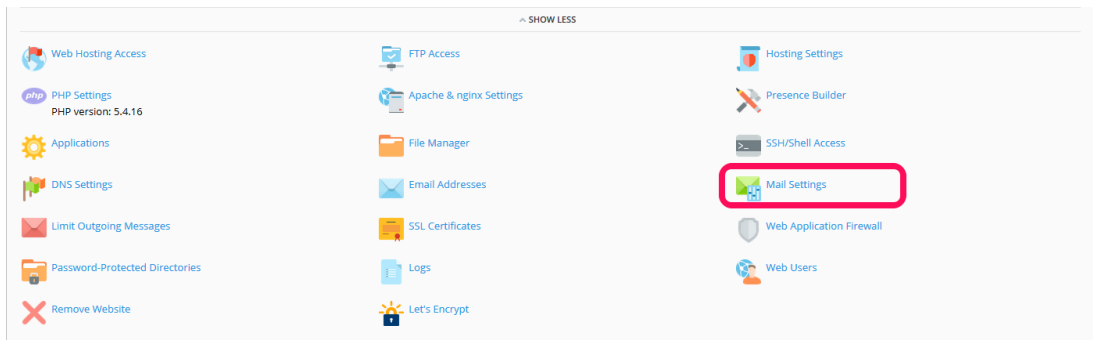 SHOW LESS
Web Hosting Access
FTP Access
Hosting Settings
php
PHP Settings
PHP version: 5.4.16
Apache & nginx Settings
Presence Builder
Applications
File Manager
>_
SSH/Shell Access
DNS Settings
Email Addresses
Mail Settings
Limit Outgoing Messages
SSL Certificates
Web Application Firewall
Password-Protected Directories
Logs
Web Users
Remove Website
Let's Encrypt